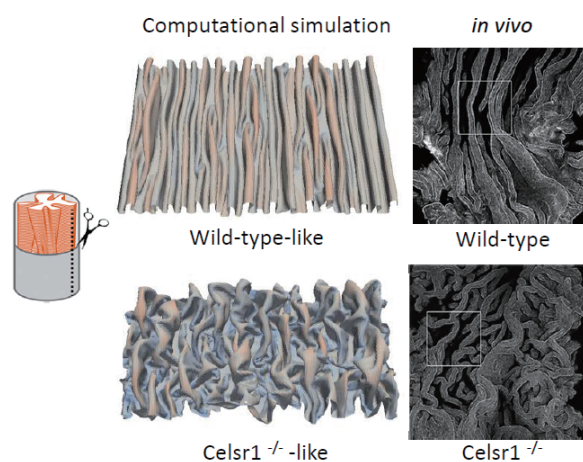 Computational simulation
in vivo
Wild-type-like
Wild-type
Celsr1 -/- -like
Celsr1 -/-